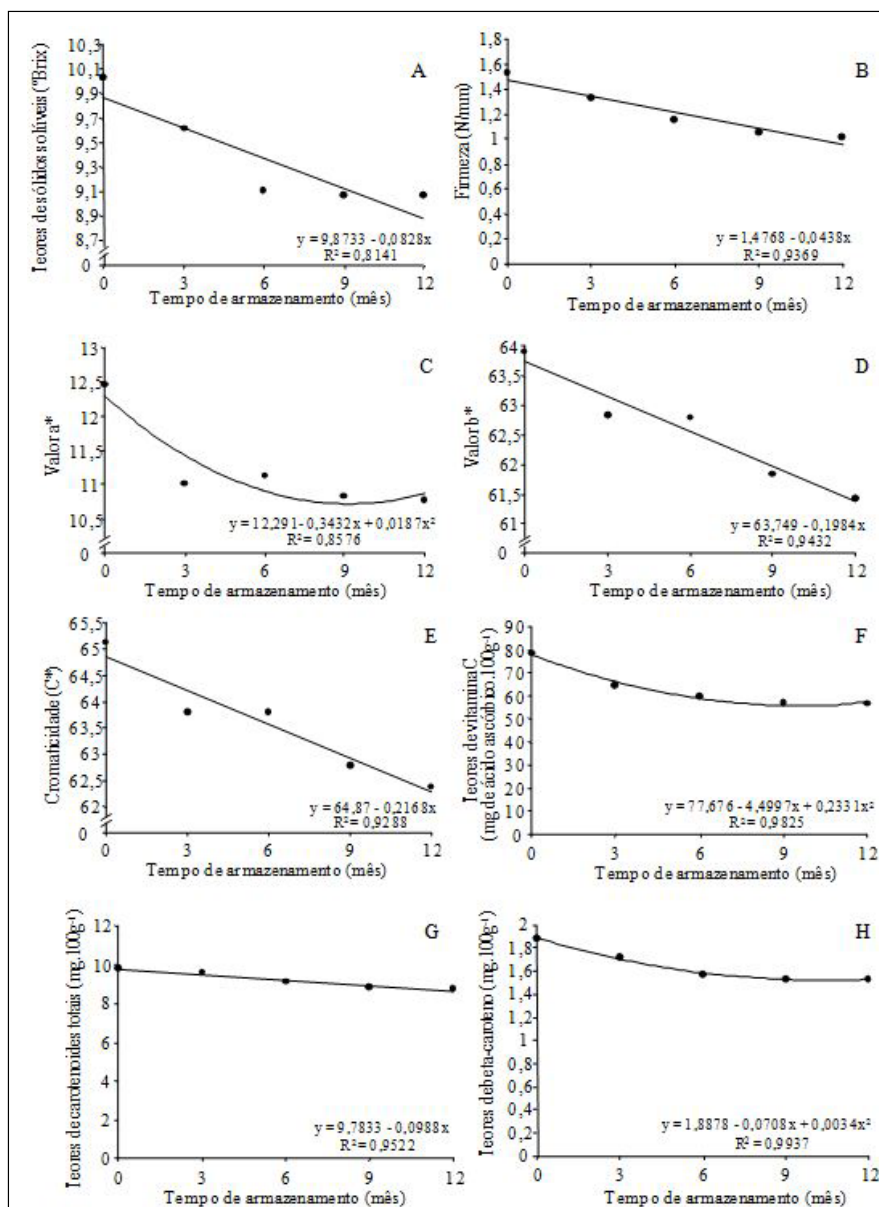 A
Teores de sólidos solúveis (ºBrix)
10,3
10,1
9,9
9,7
9,5
9,3
9,1
8,9
8,7
0
y = 9,8733 - 0,0828x
R² = 0,8141
0 3 6 9 12
Tempo de armazenamento (mês)
B
Firmeza (N/mm)
1,8
1,6
1,4
1,2
1
0,8
0,6
0,4
0,2
0
y = 1,4768 - 0,0438x
R² = 0,9369
0 3 6 9 12
Tempo de armazenamento (mês)
C
Valor a*
13
12,5
12
11,5
11
10,5
0
y = 12,291 - 0,3432x + 0,0187x²
R² = 0,8576
0 3 6 9 12
Tempo de armazenamento (mês)
D
Valor b*
64
63,5
63
62,5
62
61,5
61
0
y = 63,749 - 0,1984x
R² = 0,9432
0 3 6 9 12
Tempo de armazenamento (mês)
E
Cromaticidade (C*)
65,5
65
64,5
64
63,5
63
62,5
62
0
y = 64,87 - 0,2168x
R² = 0,9288
0 3 6 9 12
Tempo de armazenamento (mês)
F
Teores de vitamina C
(mg de ácido ascórbico.100g⁻¹)
90
80
70
60
50
40
30
20
10
0
y = 77,676 - 4,4997x + 0,2331x²
R² = 0,9825
0 3 6 9 12
Tempo de armazenamento (mês)
G
Teores de carotenoides totais (mg.100g⁻¹)
12
10
8
6
4
2
0
y = 9,7833 - 0,0988x
R² = 0,9522
0 3 6 9 12
Tempo de armazenamento (mês)
H
Teores de beta-caroteno (mg.100g⁻¹)
2
1,8
1,6
1,4
1,2
1
0,8
0,6
0,4
0,2
0
y = 1,8878 - 0,0708x + 0,0034x²
R² = 0,9937
0 3 6 9 12
Tempo de armazenamento (mês)